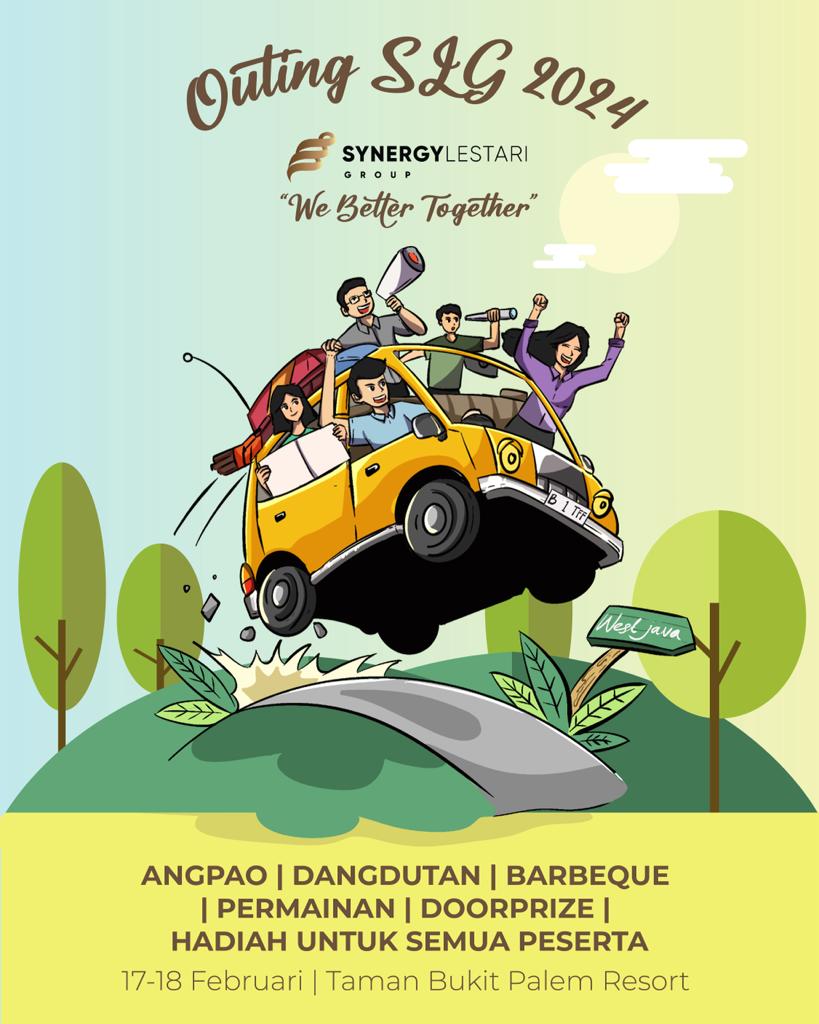 Outing SLG 2024
SYNERGYLESTARI
GROUP
“We Better Together”
B 1 TFF
West java
ANGPAO | DANGDUTAN | BARBEQUE
| PERMAINAN | DOORPRIZE |
HADIAH UNTUK SEMUA PESERTA
17-18 Februari | Taman Bukit Palem Resort